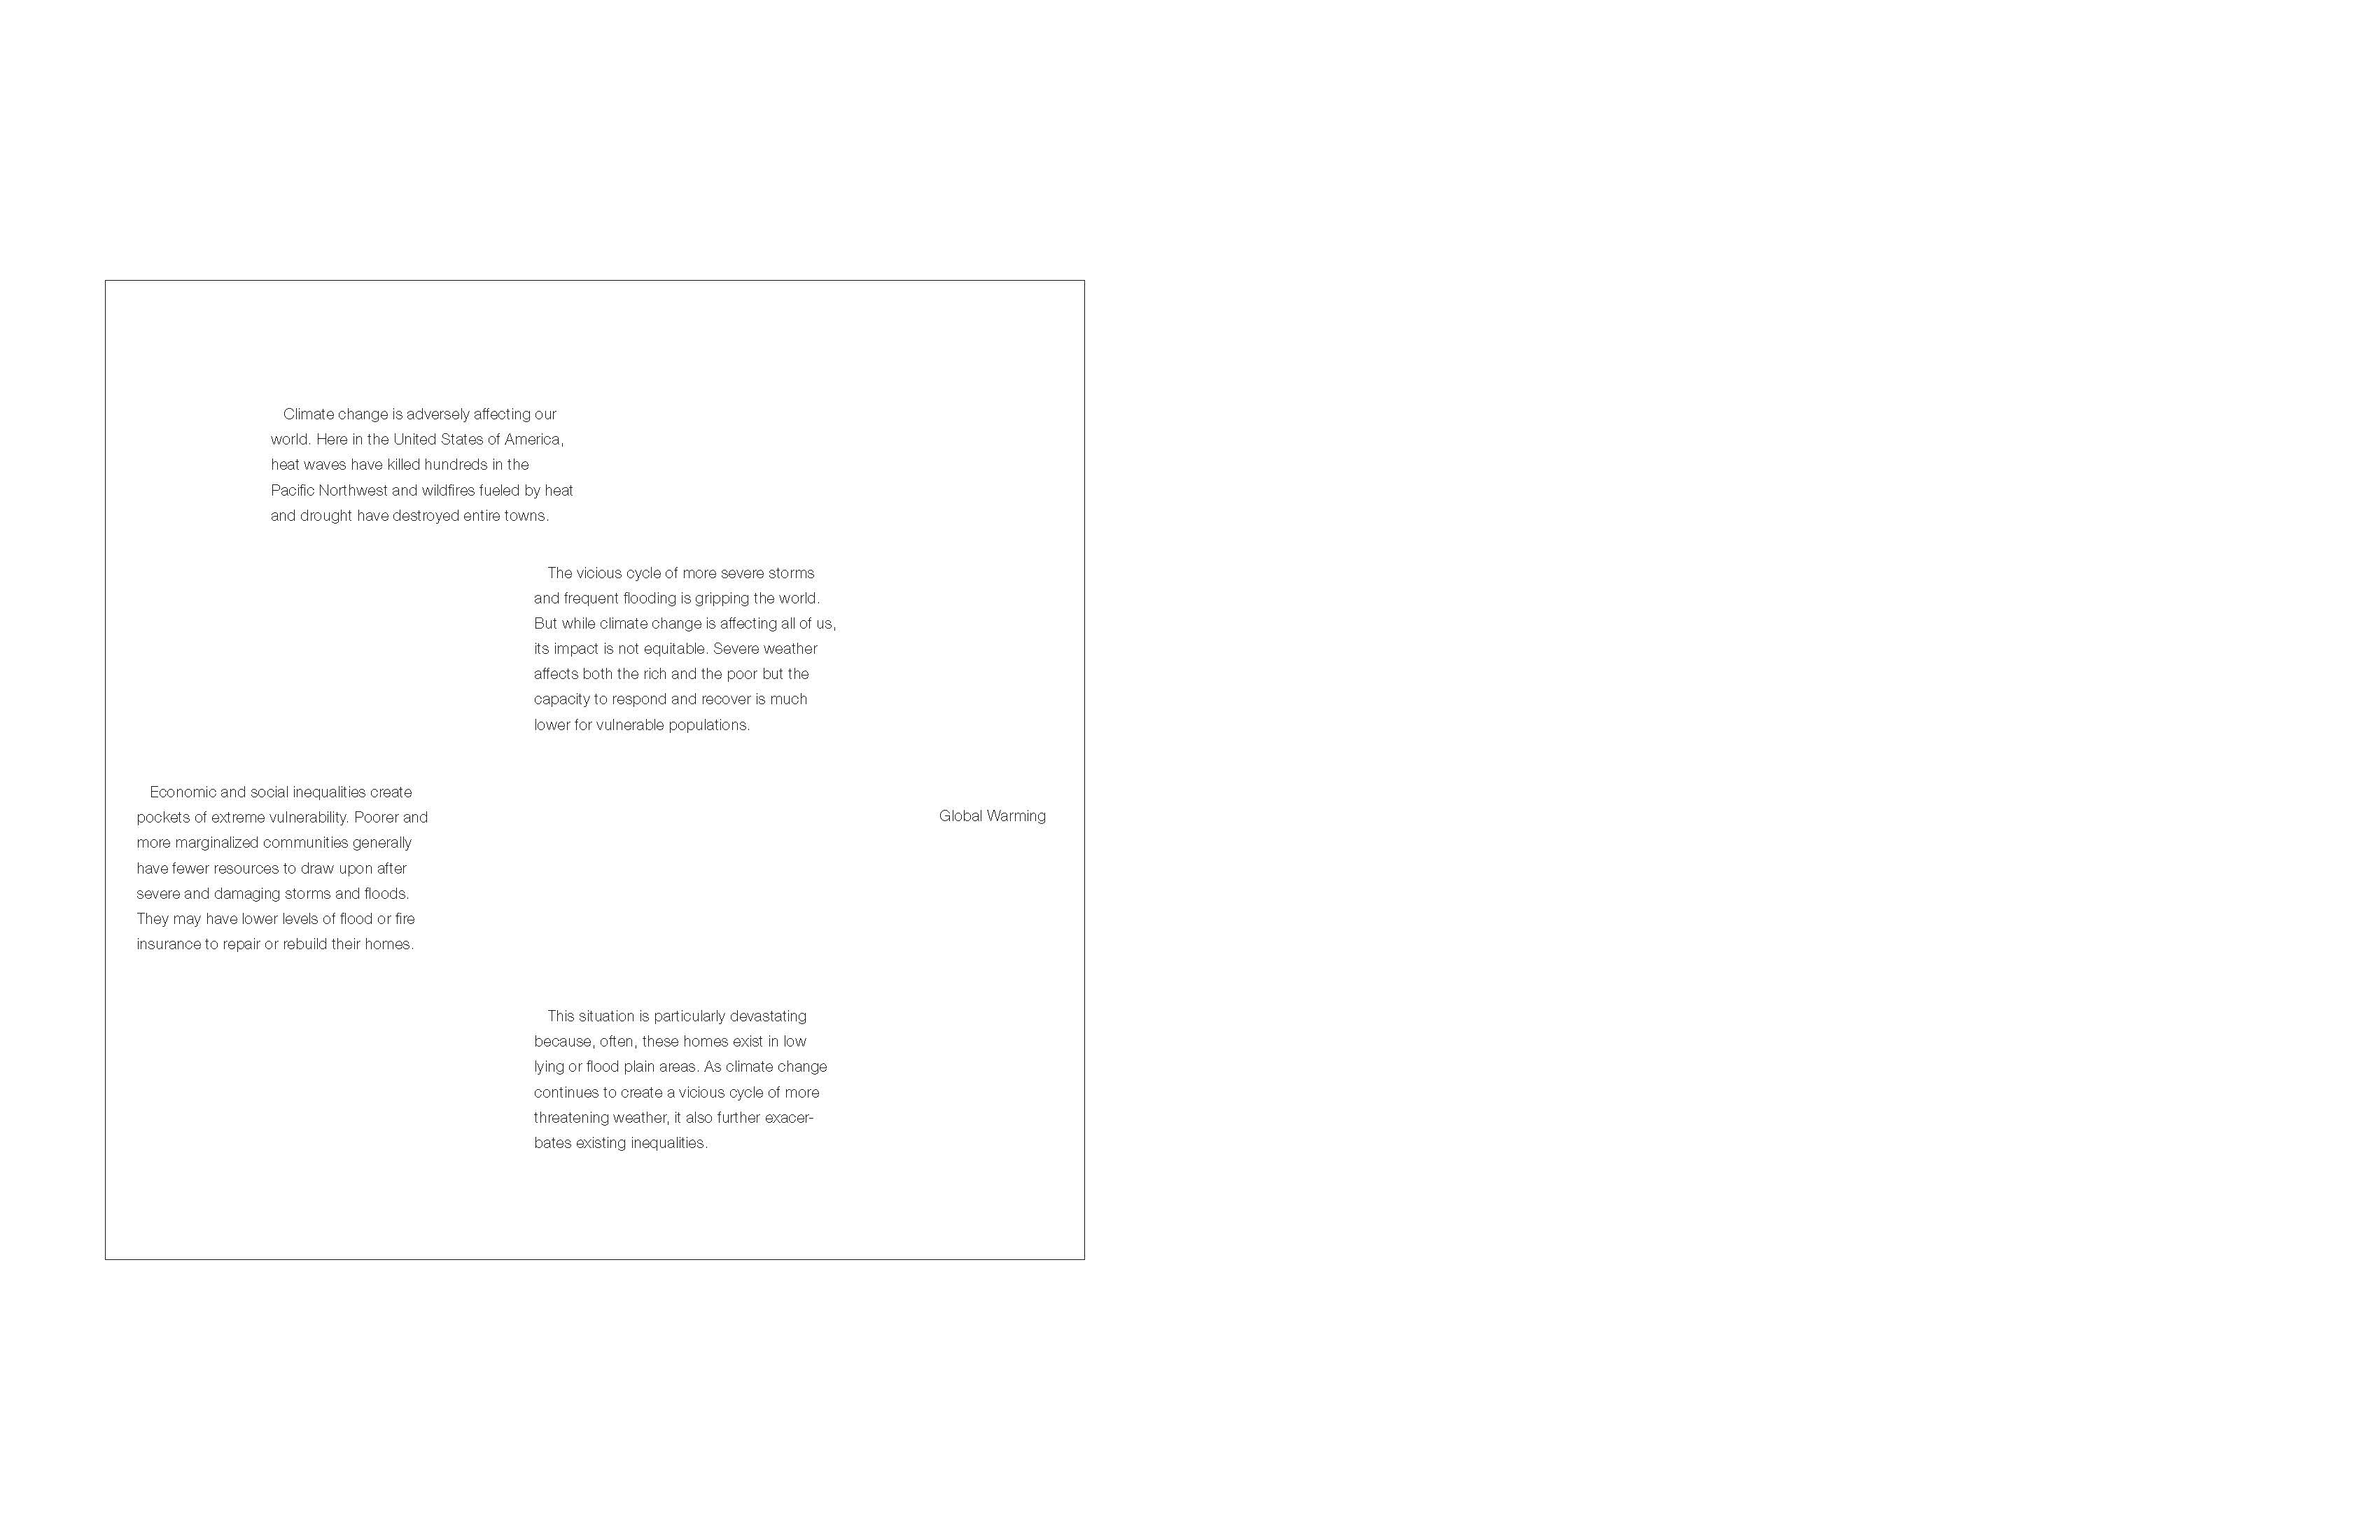 Climate change is adversely affecting our
world. Here in the United States of America,
heat waves have killed hundreds in the
Pacific Northwest and wildfires fueled by heat
and drought have destroyed entire towns.
The vicious cycle of more severe storms
and frequent flooding is gripping the world.
But while climate change is affecting all of us,
its impact is not equitable. Severe weather
affects both the rich and the poor but the
capacity to respond and recover is much
lower for vulnerable populations.
Economic and social inequalities create
pockets of extreme vulnerability. Poorer and
more marginalized communities generally
have fewer resources to draw upon after
severe and damaging storms and floods.
They may have lower levels of flood or fire
insurance to repair or rebuild their homes.
Global Warming
This situation is particularly devastating
because, often, these homes exist in low
lying or flood plain areas. As climate change
continues to create a vicious cycle of more
threatening weather, it also further exacer-
bates existing inequalities.